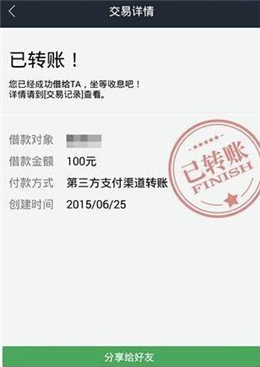 交易详情
已转账！
您已经成功借给TA，坐等收息吧！
详情请到[交易记录]查看。
借款对象
借款金额 100元
付款方式 第三方支付渠道转账
创建时间 2015/06/25
已转账
FINISH
分享给好友